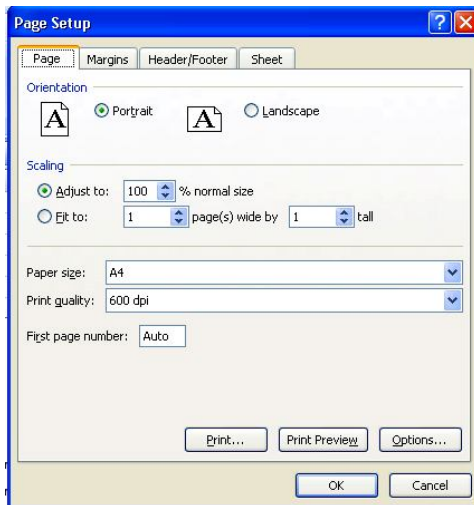 Page Setup
Page Margins Header/Footer Sheet
Orientation
A Portrait A Landscape
Scaling
Adjust to: 100 % normal size
Fit to: 1 page(s) wide by 1 tall
Paper size: A4
Print quality: 600 dpi
First page number: Auto
Print... Print Preview Options...
OK Cancel